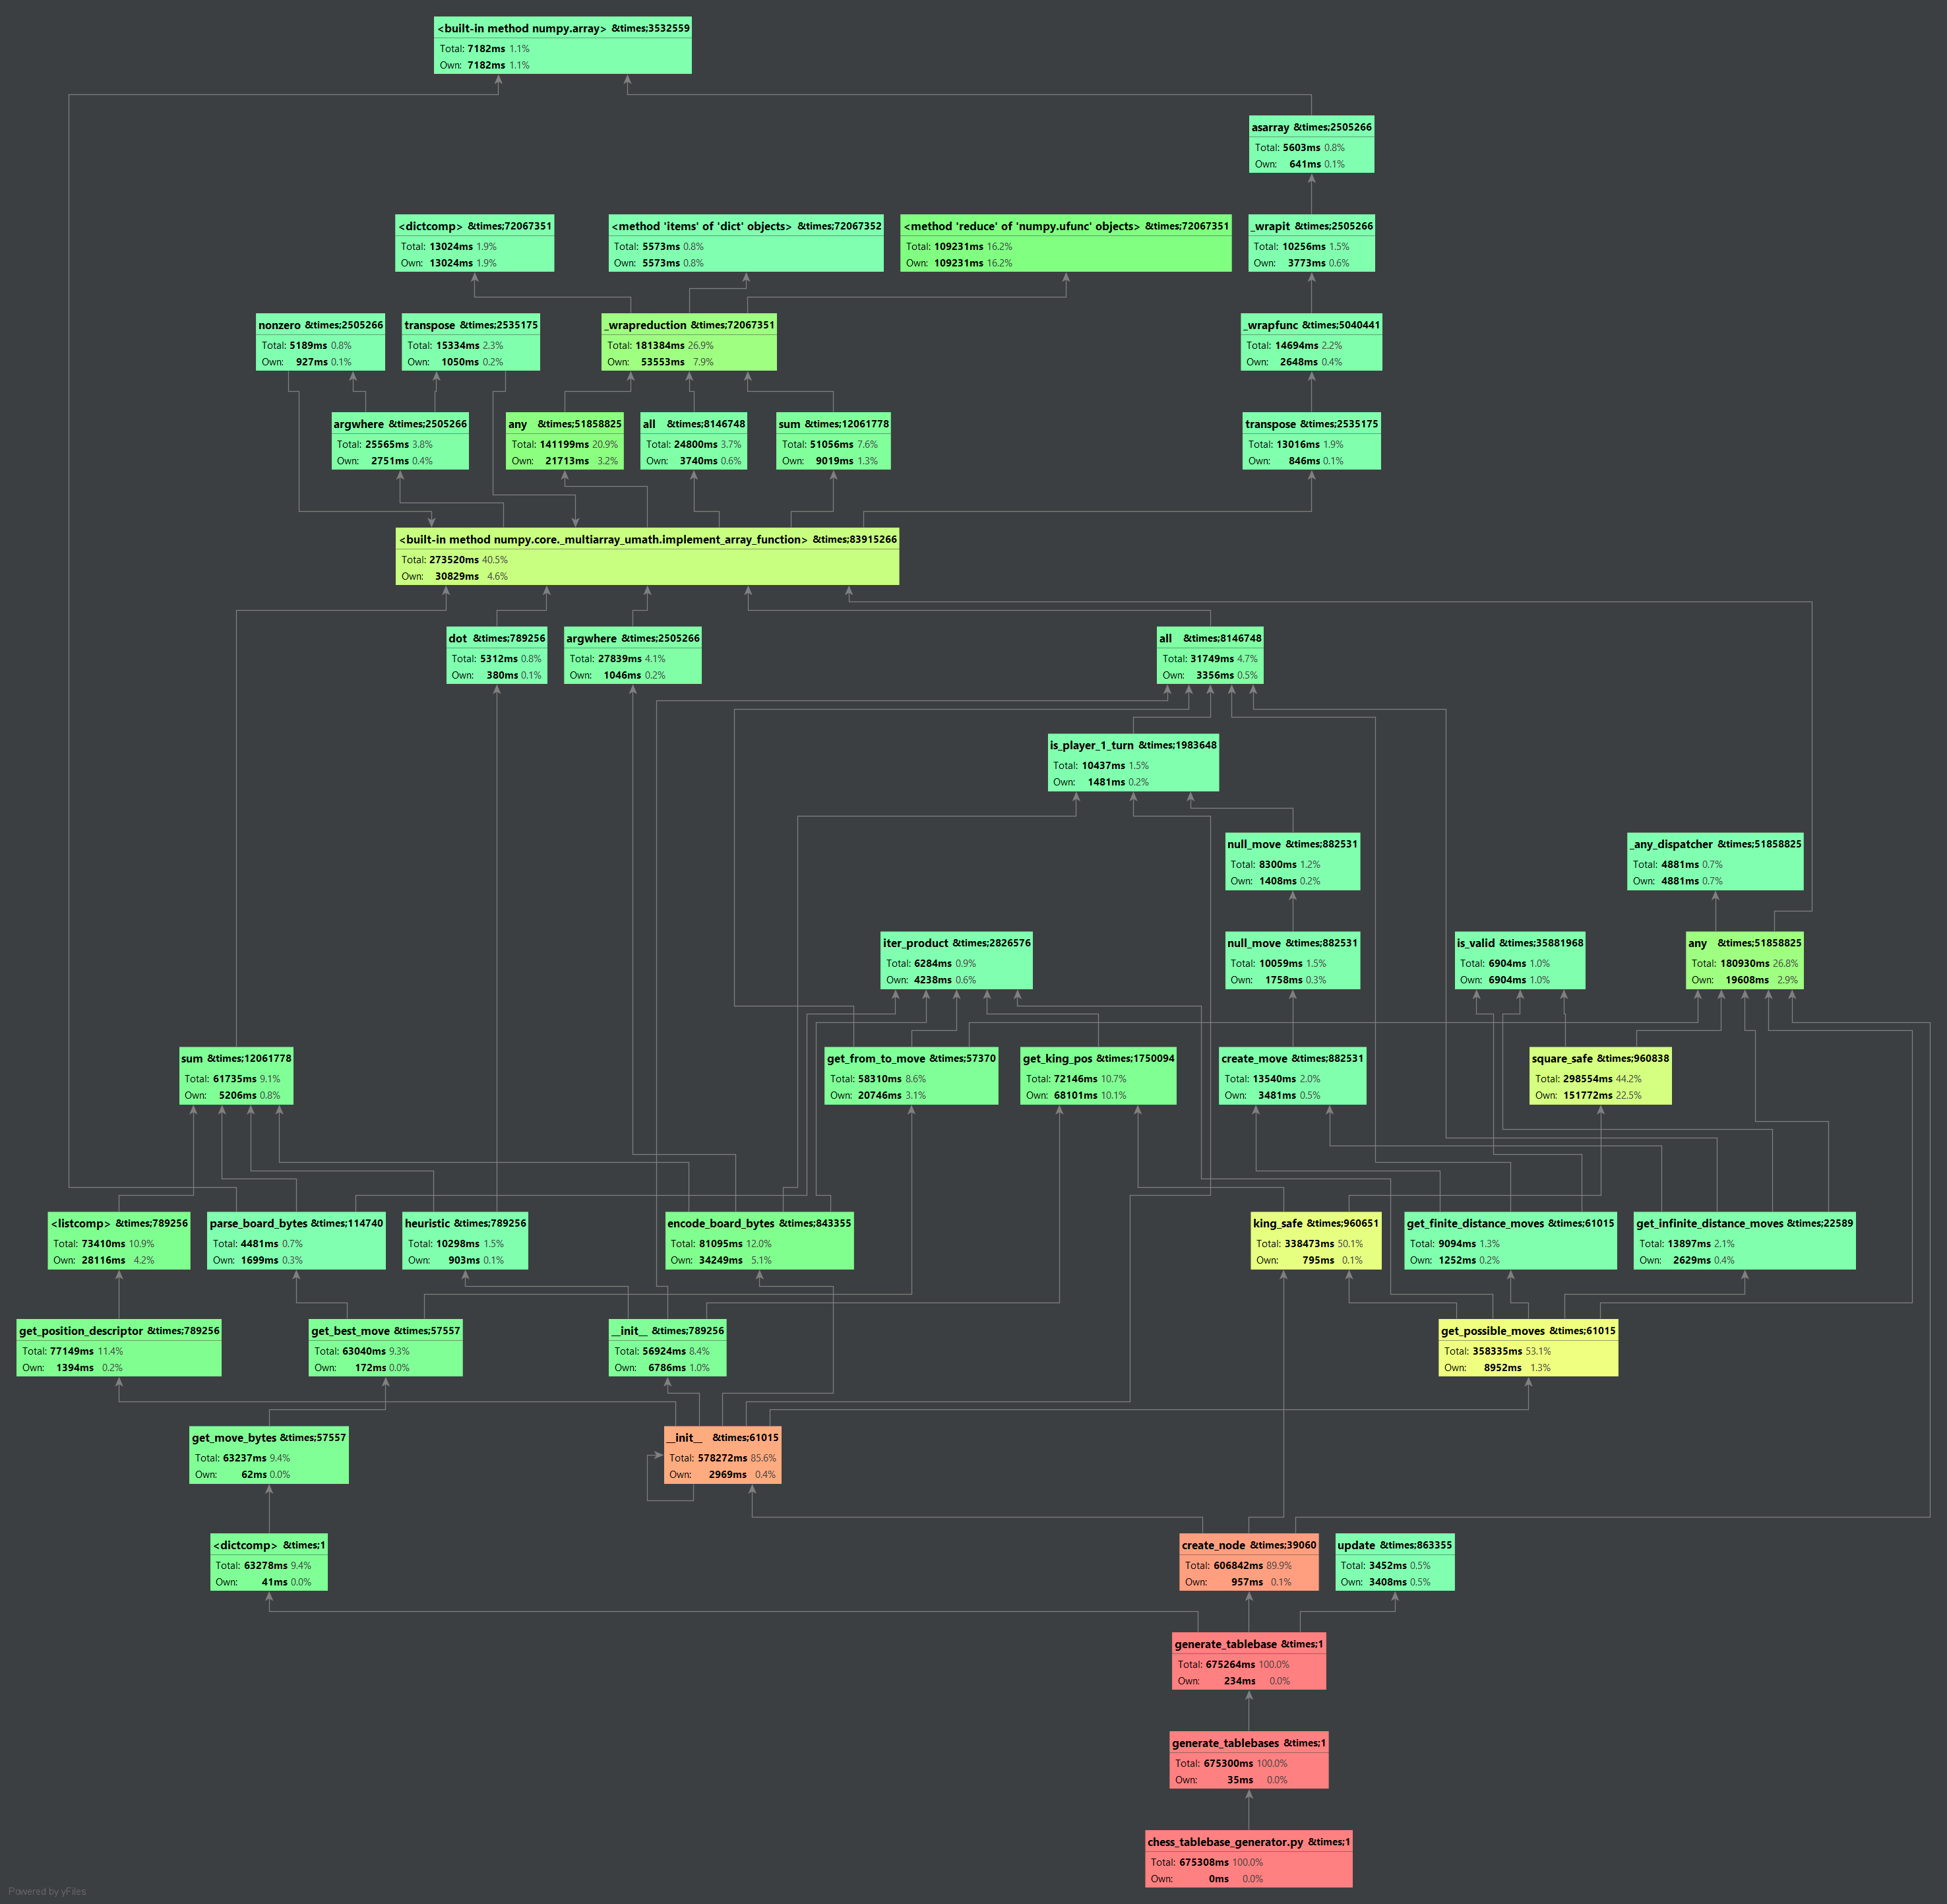 <built-in method numpy.array> &times;3532559
Total: 7182ms 1.1%
Own: 7182ms 1.1%
asarray &times;2505266
Total: 5603ms 0.8%
Own: 641ms 0.1%
<dictcomp> &times;72067351
Total: 13024ms 1.9%
Own: 13024ms 1.9%
<method 'items' of 'dict' objects> &times;72067352
Total: 5573ms 0.8%
Own: 5573ms 0.8%
<method 'reduce' of 'numpy.ufunc' objects> &times;72067351
Total: 109231ms 16.2%
Own: 109231ms 16.2%
_wrapit &times;2505266
Total: 10256ms 1.5%
Own: 3773ms 0.6%
nonzero &times;2505266
Total: 5189ms 0.8%
Own: 927ms 0.1%
transpose &times;2535175
Total: 15334ms 2.3%
Own: 1050ms 0.2%
_wrapreduction &times;72067351
Total: 181384ms 26.9%
Own: 53553ms 7.9%
_wrapfunc &times;5040441
Total: 14694ms 2.2%
Own: 2648ms 0.4%
argwhere &times;2505266
Total: 25565ms 3.8%
Own: 2751ms 0.4%
any &times;51858825
Total: 141199ms 20.9%
Own: 21713ms 3.2%
all &times;8146748
Total: 24800ms 3.7%
Own: 3740ms 0.6%
sum &times;12061778
Total: 51056ms 7.6%
Own: 9019ms 1.3%
transpose &times;2535175
Total: 13016ms 1.9%
Own: 846ms 0.1%
<built-in method numpy.core._multiarray_umath.implement_array_function> &times;83915266
Total: 273520ms 40.5%
Own: 30829ms 4.6%
dot &times;789256
Total: 5312ms 0.8%
Own: 380ms 0.1%
argwhere &times;2505266
Total: 27839ms 4.1%
Own: 1046ms 0.2%
all &times;8146748
Total: 31749ms 4.7%
Own: 3356ms 0.5%
is_player_1_turn &times;1983648
Total: 10437ms 1.5%
Own: 1481ms 0.2%
null_move &times;882531
Total: 8300ms 1.2%
Own: 1408ms 0.2%
_any_dispatcher &times;51858825
Total: 4881ms 0.7%
Own: 4881ms 0.7%
iter_product &times;2826576
Total: 6284ms 0.9%
Own: 4238ms 0.6%
null_move &times;882531
Total: 10059ms 1.5%
Own: 1758ms 0.3%
is_valid &times;35881968
Total: 6904ms 1.0%
Own: 6904ms 1.0%
any &times;51858825
Total: 180930ms 26.8%
Own: 19608ms 2.9%
sum &times;12061778
Total: 61735ms 9.1%
Own: 5206ms 0.8%
get_from_to_move &times;57370
Total: 58310ms 8.6%
Own: 20746ms 3.1%
get_king_pos &times;1750094
Total: 72146ms 10.7%
Own: 68101ms 10.1%
create_move &times;882531
Total: 13540ms 2.0%
Own: 3481ms 0.5%
square_safe &times;960838
Total: 298554ms 44.2%
Own: 151772ms 22.5%
<listcomp> &times;789256
Total: 73410ms 10.9%
Own: 28116ms 4.2%
parse_board_bytes &times;114740
Total: 4481ms 0.7%
Own: 1699ms 0.3%
heuristic &times;789256
Total: 10298ms 1.5%
Own: 903ms 0.1%
encode_board_bytes &times;843355
Total: 81095ms 12.0%
Own: 34249ms 5.1%
king_safe &times;960651
Total: 338473ms 50.1%
Own: 795ms 0.1%
get_finite_distance_moves &times;61015
Total: 9094ms 1.3%
Own: 1252ms 0.2%
get_infinite_distance_moves &times;22589
Total: 13897ms 2.1%
Own: 2629ms 0.4%
get_position_descriptor &times;789256
Total: 77149ms 11.4%
Own: 1394ms 0.2%
get_best_move &times;57557
Total: 63040ms 9.3%
Own: 172ms 0.0%
__init__ &times;789256
Total: 56924ms 8.4%
Own: 6786ms 1.0%
get_possible_moves &times;61015
Total: 358335ms 53.1%
Own: 8952ms 1.3%
get_move_bytes &times;57557
Total: 63237ms 9.4%
Own: 62ms 0.0%
__init__ &times;61015
Total: 578272ms 85.6%
Own: 2969ms 0.4%
<dictcomp> &times;1
Total: 63278ms 9.4%
Own: 41ms 0.0%
create_node &times;39060
Total: 606842ms 89.9%
Own: 957ms 0.1%
update &times;863355
Total: 3452ms 0.5%
Own: 3408ms 0.5%
generate_tablebase &times;1
Total: 675264ms 100.0%
Own: 234ms 0.0%
generate_tablebases &times;1
Total: 675300ms 100.0%
Own: 35ms 0.0%
chess_tablebase_generator.py &times;1
Total: 675308ms 100.0%
Own: 0ms 0.0%
Powered by yFiles